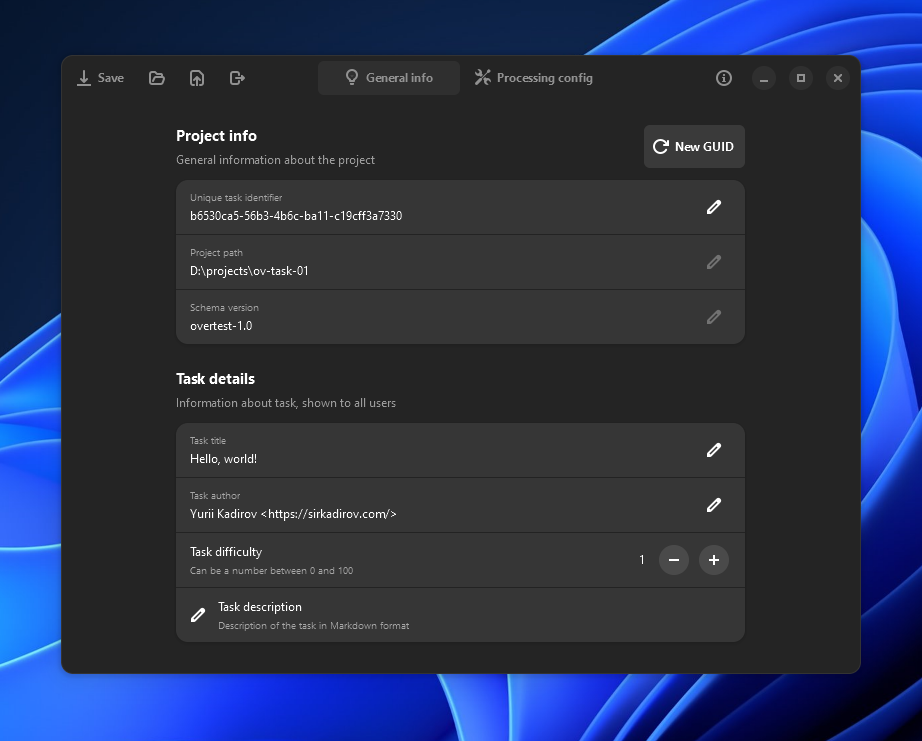 Save
General info
Processing config
Project info
General information about the project
New GUID
Unique task identifier
b6530ca5-56b3-4b6c-ba11-c19cff3a7330
Project path
D:\projects\ov-task-01
Schema version
overtest-1.0
Task details
Information about task, shown to all users
Task title
Hello, world!
Task author
Yurii Kadirov <https://sirkadirov.com/>
Task difficulty
Can be a number between 0 and 100
1
Task description
Description of the task in Markdown format